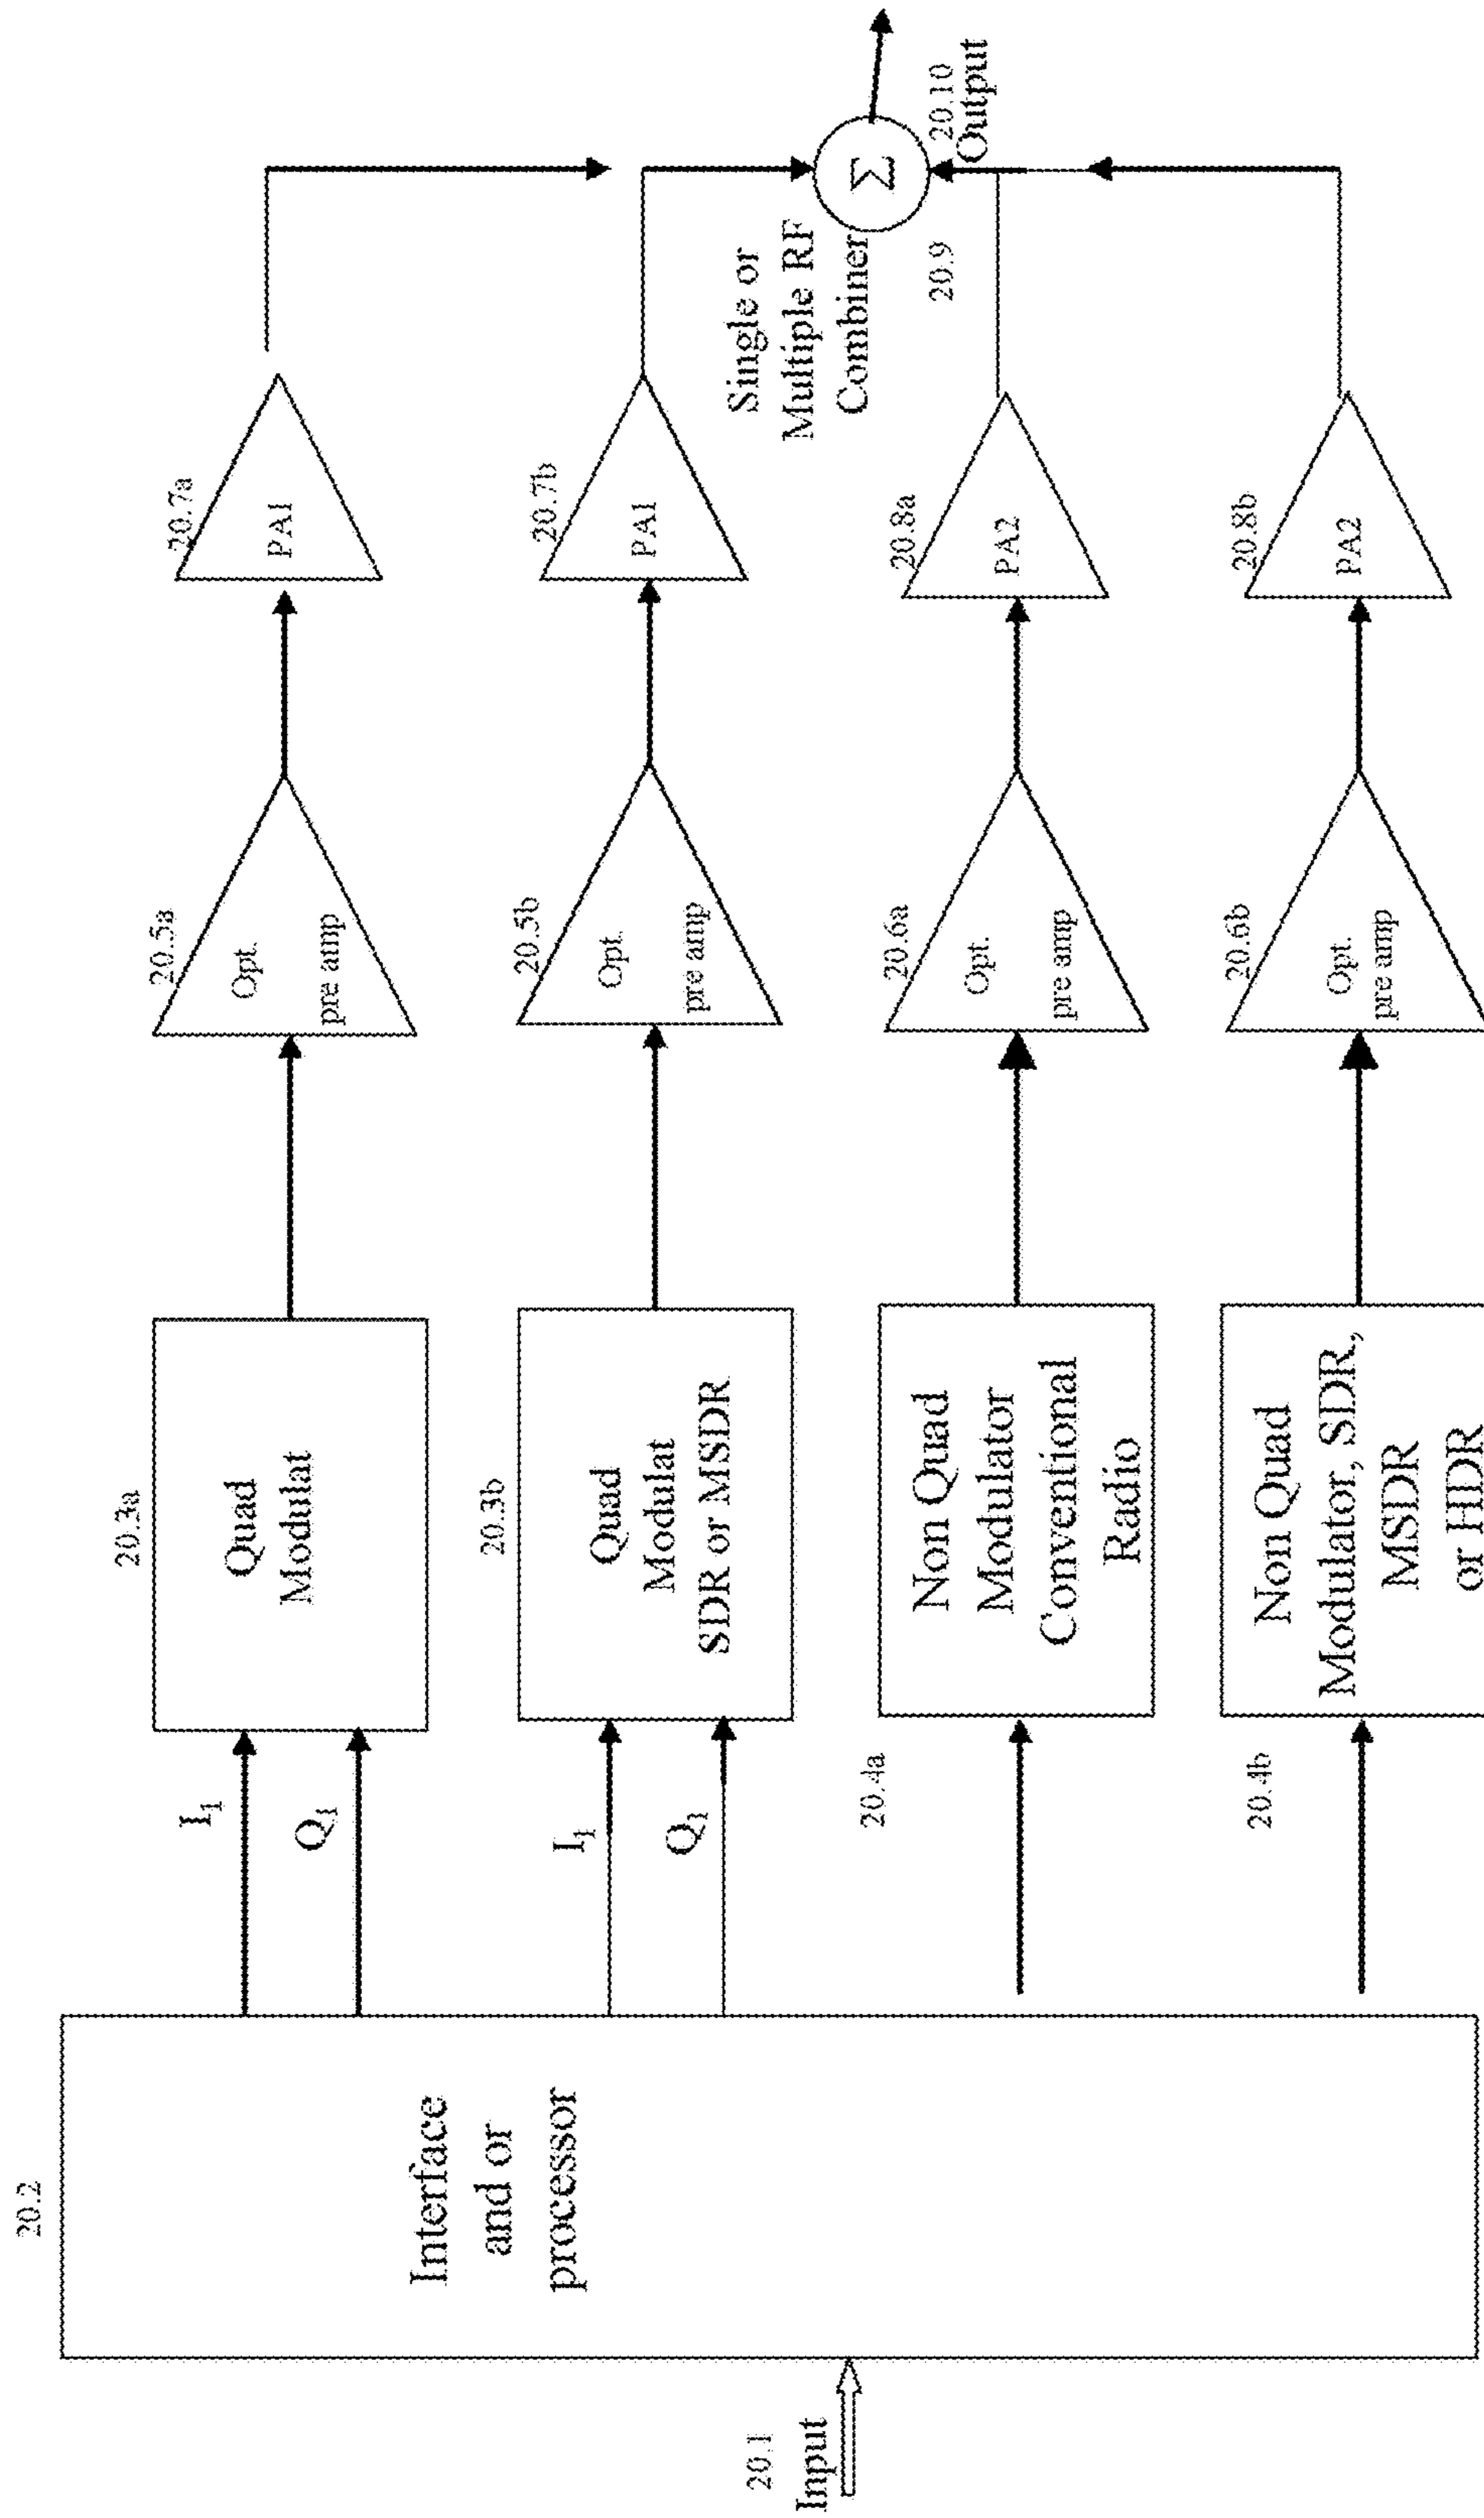 20.1
Input
20.2
Interface
and or
processor
I1
Q1
I1
Q1
20.3a
Quad
Modulat
20.3b
Quad
Modulat
SDR or MSDR
20.4a
Non Quad
Modulator
Conventional
Radio
20.4b
Non Quad
Modulator, SDR,
MSDR
or HDR
20.5a
Opt.
pre amp
20.5b
Opt.
pre amp
20.6a
Opt.
pre amp
20.6b
Opt.
pre amp
20.7a
PA1
20.7b
PA1
20.8a
PA2
20.8b
PA2
Single or
Multiple RF
Combiner
20.9
Σ
20.10
Output